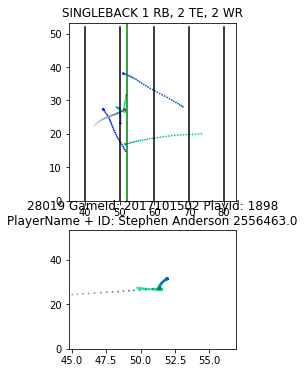 SINGLEBACK 1 RB, 2 TE, 2 WR
50
40
30
20
10
0
40 50 60 70 80
28019 GameId: 2017101502 PlayId: 1898
PlayerName + ID: Stephen Anderson 2556463.0
40
20
0
45.0 47.5 50.0 52.5 55.0